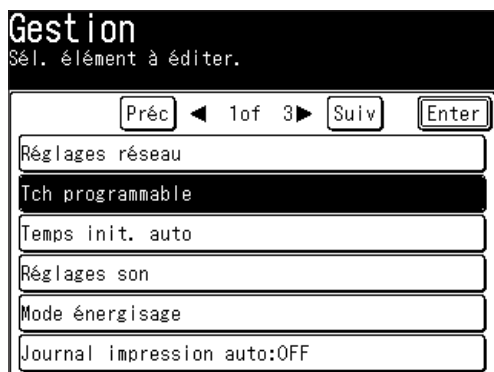 Gestion
Sél. élément à éditer.
Préc ◀ 1of 3▶ Suiv Enter
Réglages réseau
Tch programmable
Temps init. auto
Réglages son
Mode énergisage
Journal impression auto:OFF